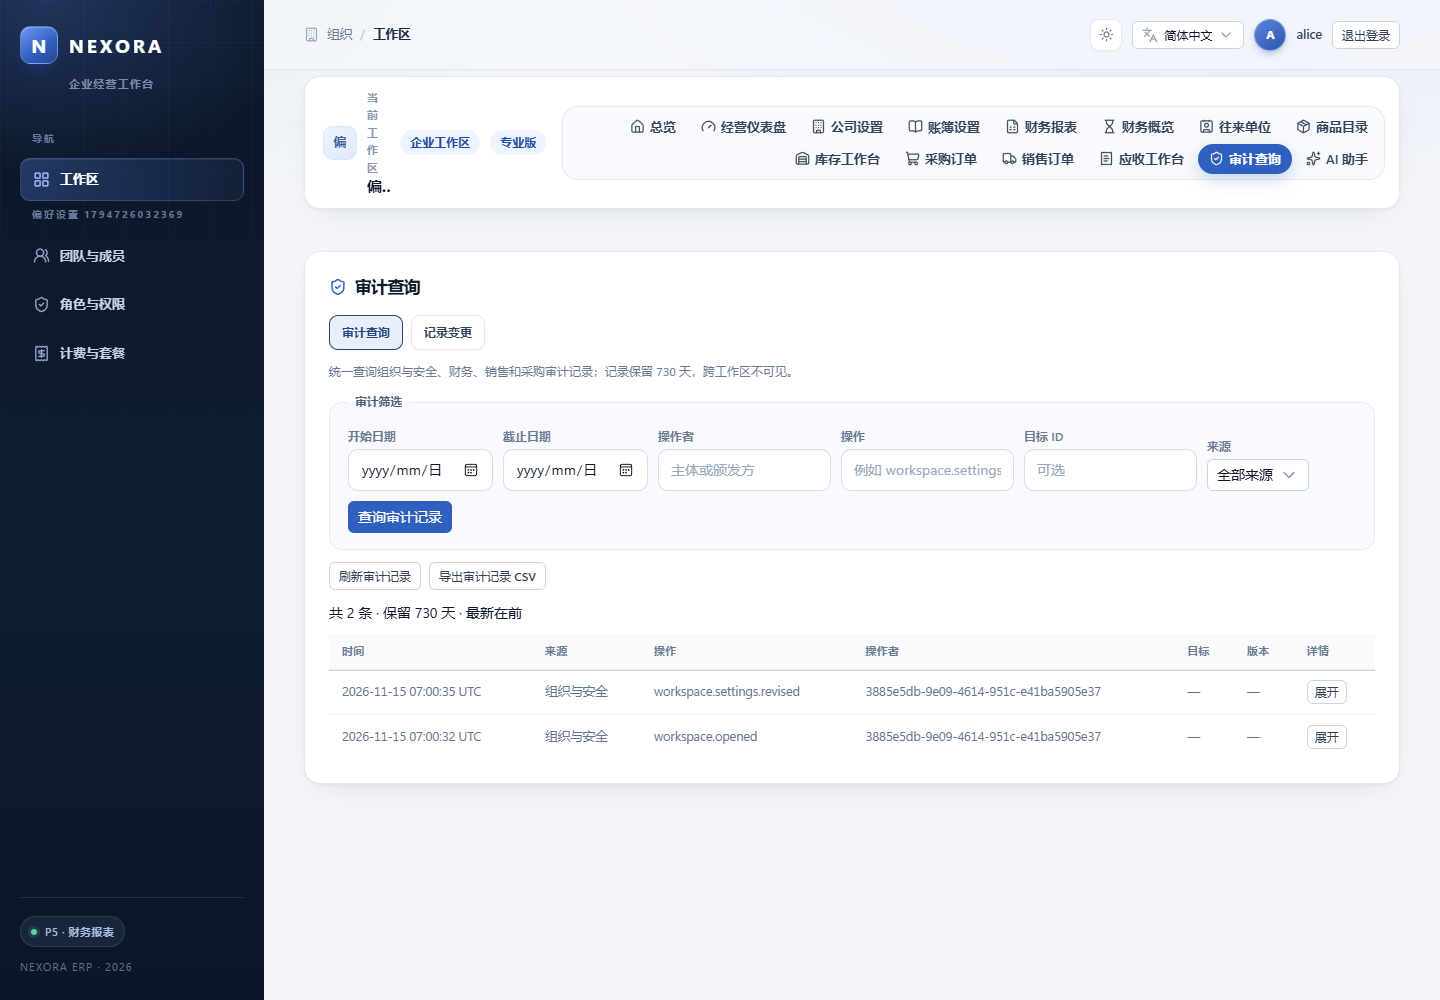 N NEXORA
企业经营工作台
导航
工作区
偏好设置 1794726032369
团队与成员
角色与权限
计费与套餐
P5 · 财务报表
NEXORA ERP · 2026
组织 / 工作区
简体中文
A
alice
退出登录
偏
当前工作区
偏..
企业工作区
专业版
总览
经营仪表盘
公司设置
账簿设置
财务报表
财务概览
往来单位
商品目录
库存工作台
采购订单
销售订单
应收工作台
审计查询
AI 助手
审计查询
审计查询
记录变更
统一查询组织与安全、财务、销售和采购审计记录；记录保留 730 天，跨工作区不可见。
审计筛选
开始日期 截止日期 操作者 操作 目标 ID 来源
yyyy/mm/日 yyyy/mm/日 主体或颁发方 例如 workspace.settings 可选 全部来源
查询审计记录
刷新审计记录 导出审计记录 CSV
共 2 条 · 保留 730 天 · 最新在前
时间 来源 操作 操作者 目标 版本 详情
2026-11-15 07:00:35 UTC 组织与安全 workspace.settings.revised 3885e5db-9e09-4614-951c-e41ba5905e37 — — 展开
2026-11-15 07:00:32 UTC 组织与安全 workspace.opened 3885e5db-9e09-4614-951c-e41ba5905e37 — — 展开